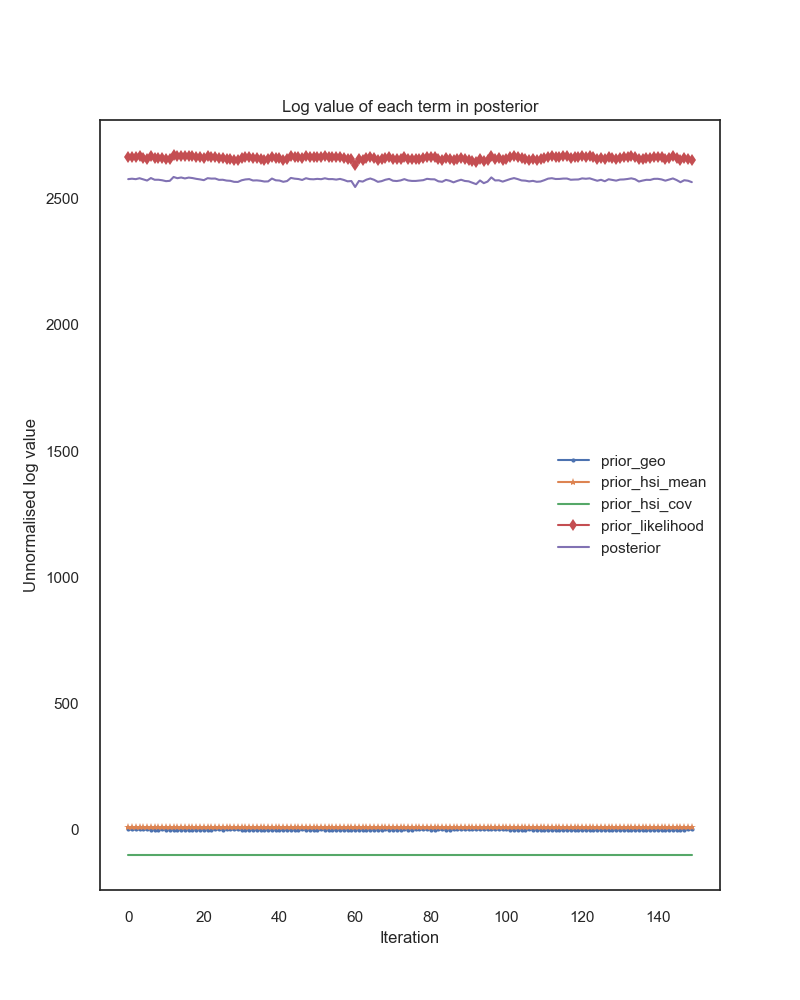 Log value of each term in posterior
Unnormalised log value
2500
2000
1500
1000
500
0
prior_geo
prior_hsi_mean
prior_hsi_cov
prior_likelihood
posterior
0 20 40 60 80 100 120 140
Iteration